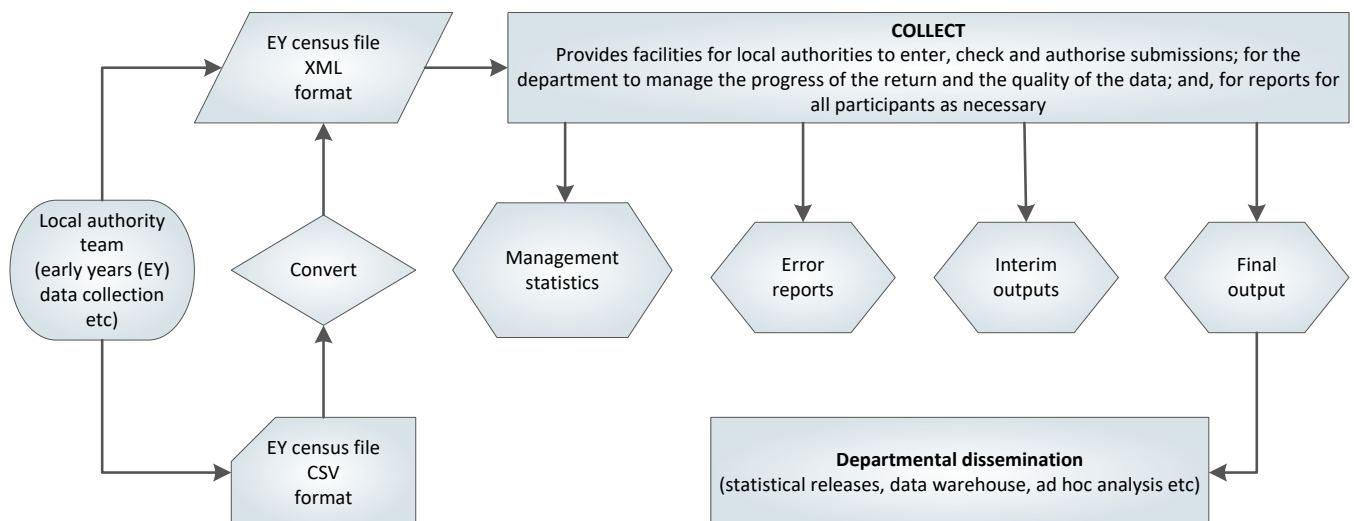 EY census file
XML
format
COLLECT
Provides facilities for local authorities to enter, check and authorise submissions; for the
department to manage the progress of the return and the quality of the data; and, for reports for
all participants as necessary
Local authority
team
(early years (EY)
data collection
etc)
Convert
Management
statistics
Error
reports
Interim
outputs
Final
output
EY census file
CSV
format
Departmental dissemination
(statistical releases, data warehouse, ad hoc analysis etc)